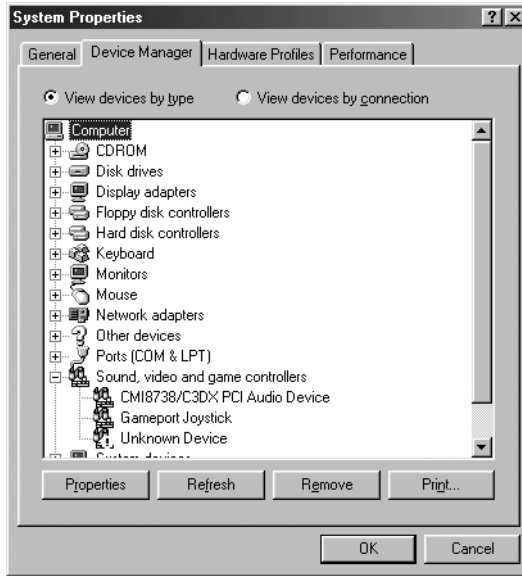 System Properties
General Device Manager Hardware Profiles Performance
View devices by type View devices by connection
Computer
CDROM
Disk drives
Display adapters
Floppy disk controllers
Hard disk controllers
Keyboard
Monitors
Mouse
Network adapters
Other devices
Ports (COM & LPT)
Sound, video and game controllers
CMI8738/C3DX PCI Audio Device
Gameport Joystick
Unknown Device
System devices
Properties Refresh Remove Print...
OK Cancel